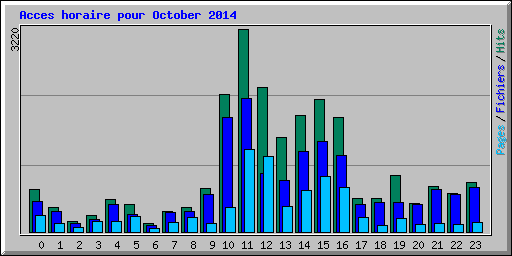 Acces horaire pour October 2014
3220
Pages / Fichiers / Hits
0 1 2 3 4 5 6 7 8 9 10 11 12 13 14 15 16 17 18 19 20 21 22 23